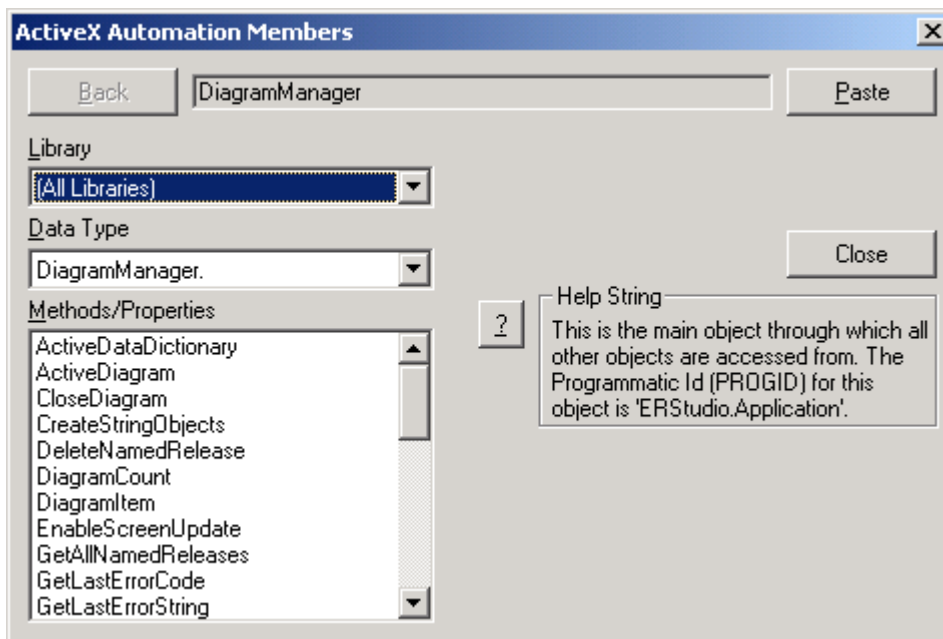 ActiveX Automation Members
Back
DiagramManager
Paste
Library
(All Libraries)
Data Type
DiagramManager.
Close
Methods/Properties
ActiveDataDictionary
ActiveDiagram
CloseDiagram
CreateStringObjects
DeleteNamedRelease
DiagramCount
DiagramItem
EnableScreenUpdate
GetAllNamedReleases
GetLastErrorCode
GetLastErrorString
?
Help String
This is the main object through which all
other objects are accessed from. The
Programmatic Id (PROGID) for this
object is 'ERStudio.Application'.